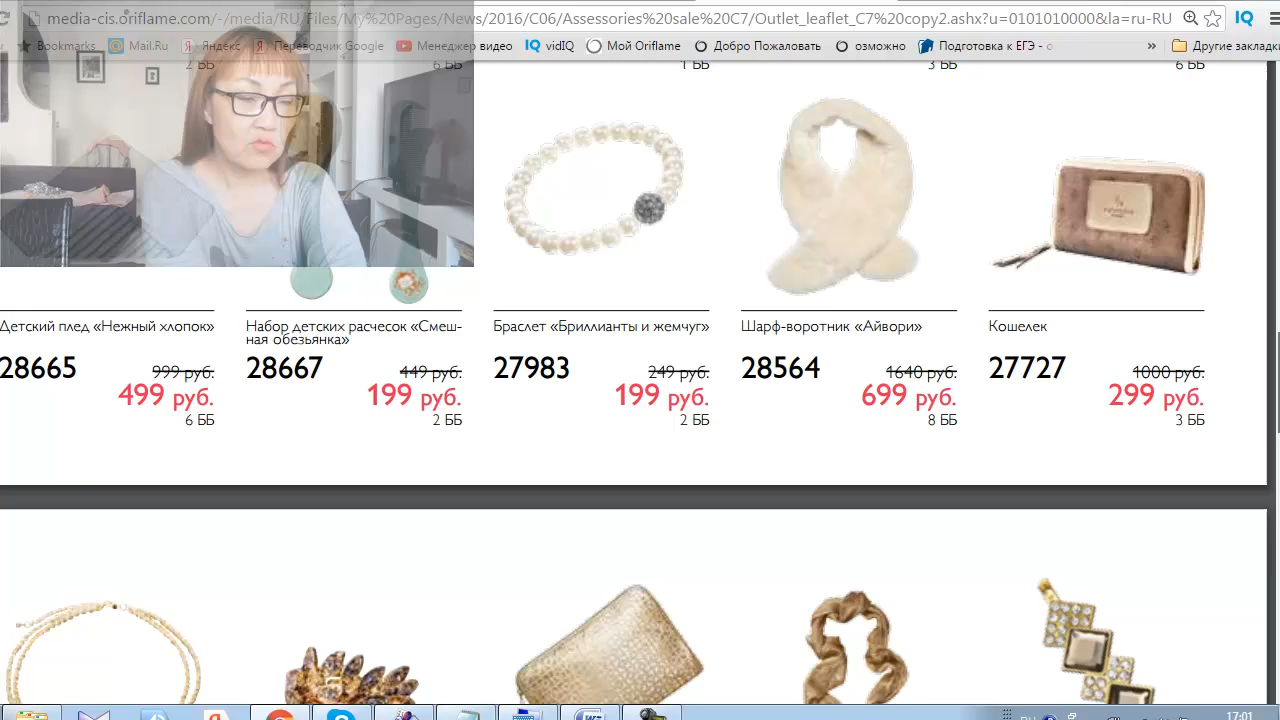 media-cis.oriflame.com/-/media/RU/Files/My%20Pages/News/2016/C06/Assessories%20sale%20C7/Outlet_leaflet_C7%20copy2.ashx?u=0101010000&la=ru-RU
IQ
Bookmarks Mail.Ru Яндекс Переводчик Google Менеджер видео IQ vidIQ Мой Oriflame Добро Пожаловать озможно Подготовка к ЕГЭ - » Другие заклад
2 ББ 6 ББ 1 ББ 3 ББ 6 ББ
Детский плед «Нежный хлопок»
28665
999 руб.
499 руб.
6 ББ
Набор детских расчесок «Смеш-
ная обезьянка»
28667
449 руб.
199 руб.
2 ББ
Браслет «Бриллианты и жемчуг»
27983
249 руб.
199 руб.
2 ББ
Шарф-воротник «Айвори»
28564
1640 руб.
699 руб.
8 ББ
Кошелек
27727
1000 руб.
299 руб.
3 ББ
RU 17:01